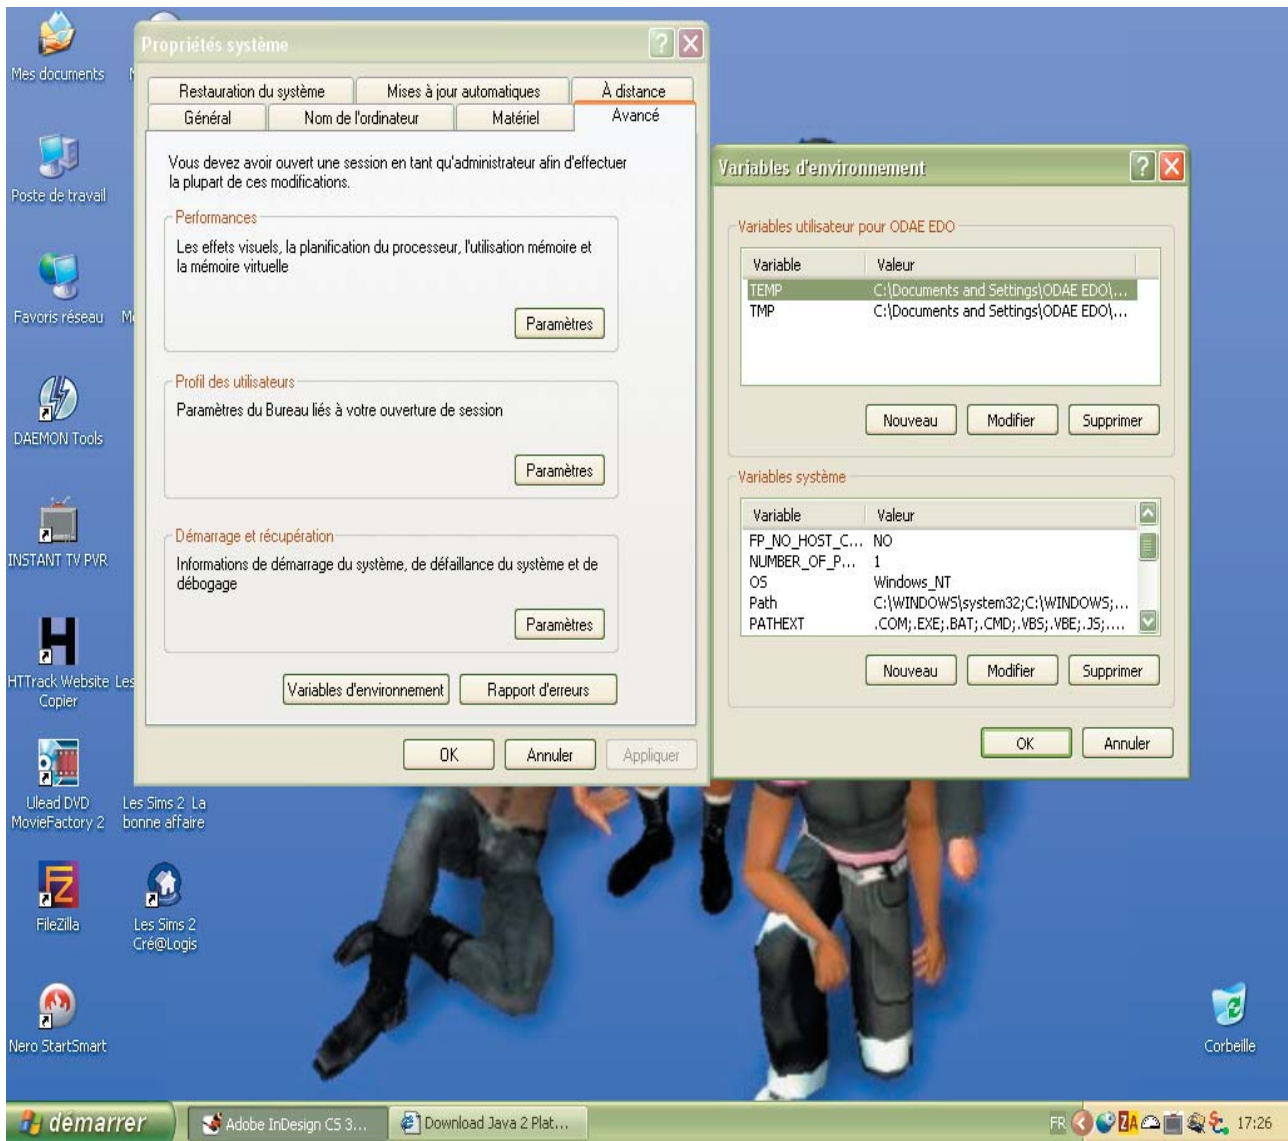 Mes documents
Poste de travail
Favoris réseau
DAEMON Tools
INSTANT TV PVR
HTTrack Website
Copier
Les
Ulead DVD
MovieFactory 2
Les Sims 2 La
bonne affaire
FileZilla
Les Sims 2
Cré@Logis
Nero StartSmart
Corbeille
Propriétés système
Restauration du système
Mises à jour automatiques
À distance
Général
Nom de l'ordinateur
Matériel
Avancé
Vous devez avoir ouvert une session en tant qu'administrateur afin d'effectuer
la plupart de ces modifications.
Performances
Les effets visuels, la planification du processeur, l'utilisation mémoire et
la mémoire virtuelle
Paramètres
Profil des utilisateurs
Paramètres du Bureau liés à votre ouverture de session
Paramètres
Démarrage et récupération
Informations de démarrage du système, de défaillance du système et de
débogage
Paramètres
Variables d'environnement
Rapport d'erreurs
OK
Annuler
Appliquer
Variables d'environnement
Variables utilisateur pour ODAE EDO
Variable Valeur
TEMP C:\Documents and Settings\ODAE EDO\...
TMP C:\Documents and Settings\ODAE EDO\...
Nouveau
Modifier
Supprimer
Variables système
Variable Valeur
FP_NO_HOST_C... NO
NUMBER_OF_P... 1
OS Windows_NT
Path C:\WINDOWS\system32;C:\WINDOWS;...
PATHEXT .COM;.EXE;.BAT;.CMD;.VBS;.VBE;.JS;....
Nouveau
Modifier
Supprimer
OK
Annuler
démarrer
Adobe InDesign CS 3...
Download Java 2 Plat...
FR
ZA
17:26